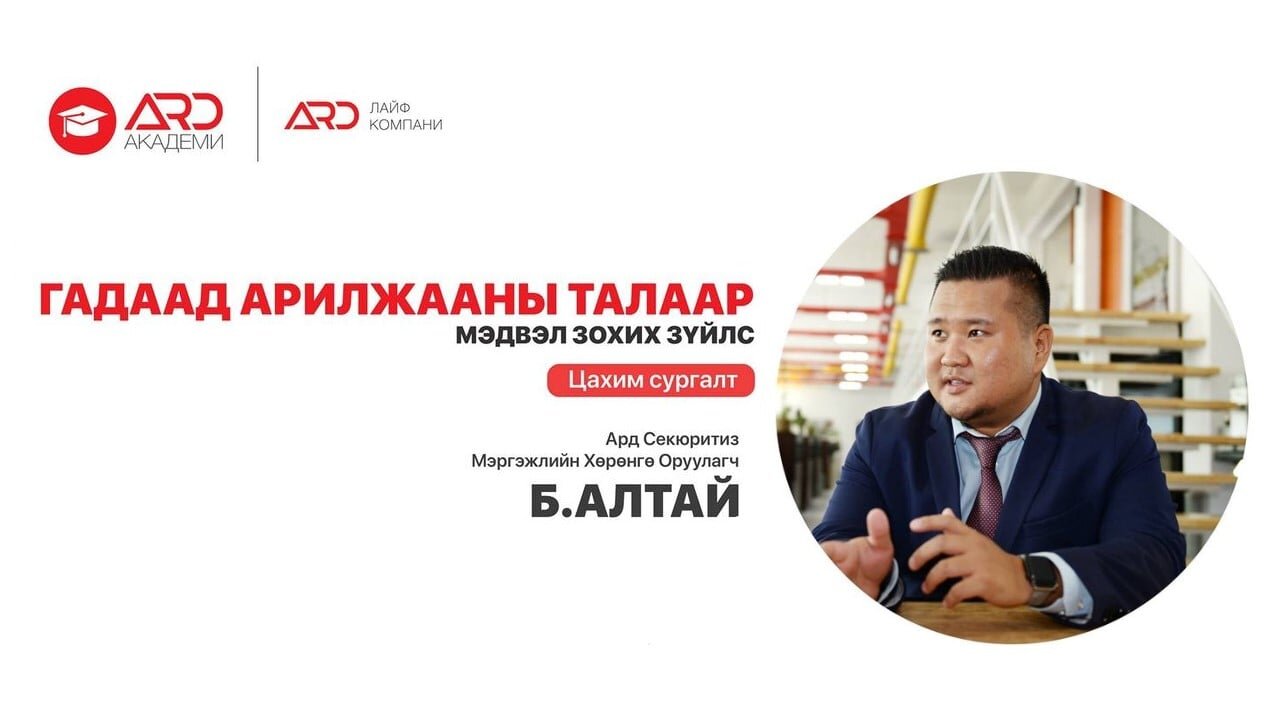 ARD
АКАДЕМИ
ARD ЛАЙФ
КОМПАНИ
ГАДААД АРИЛЖААНЫ ТАЛААР
МЭДВЭЛ ЗОХИХ ЗҮЙЛС
Цахим сургалт
Ард Секюритиз
Мэргэжлийн Хөрөнгө Оруулагч
Б.АЛТАЙ